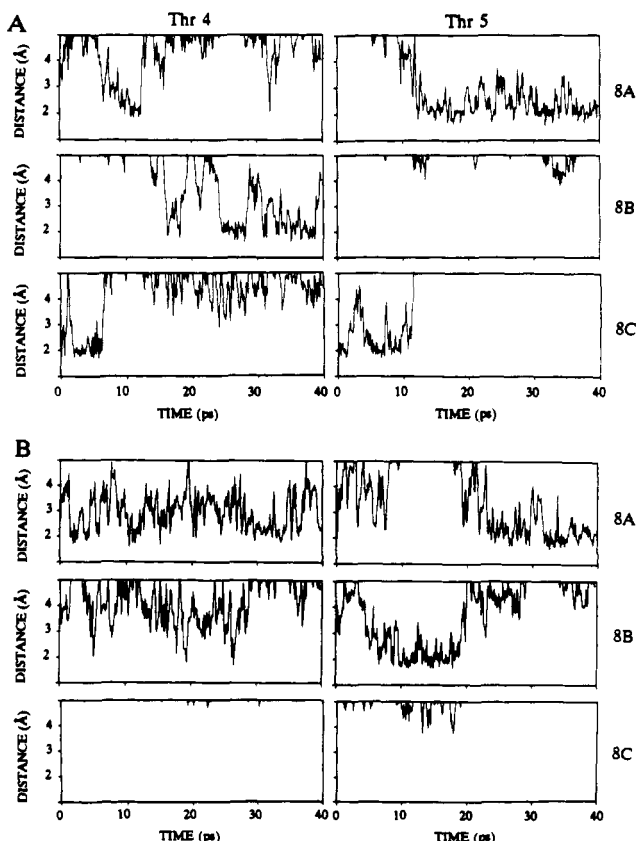 A
Thr 4 Thr 5
DISTANCE (Å) 4 3 2 8A
DISTANCE (Å) 4 3 2 8B
DISTANCE (Å) 4 3 2 8C
0 10 20 30 40 0 10 20 30 40
TIME (ps) TIME (ps)
B
DISTANCE (Å) 4 3 2 8A
DISTANCE (Å) 4 3 2 8B
DISTANCE (Å) 4 3 2 8C
0 10 20 30 40 0 10 20 30 40
TIME (ps) TIME (ps)